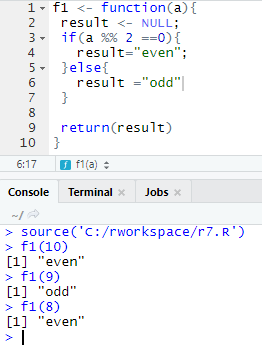 1 f1 <- function(a){
2 result <- NULL;
3 if(a %% 2 ==0){
4 result="even";
5 }else{
6 result ="odd"
7 }
8
9 return(result)
10 }
6:17 f f1(a)
Console Terminal × Jobs ×
~/
> source('C:/rworkspace/r7.R')
> f1(10)
[1] "even"
> f1(9)
[1] "odd"
> f1(8)
[1] "even"
>